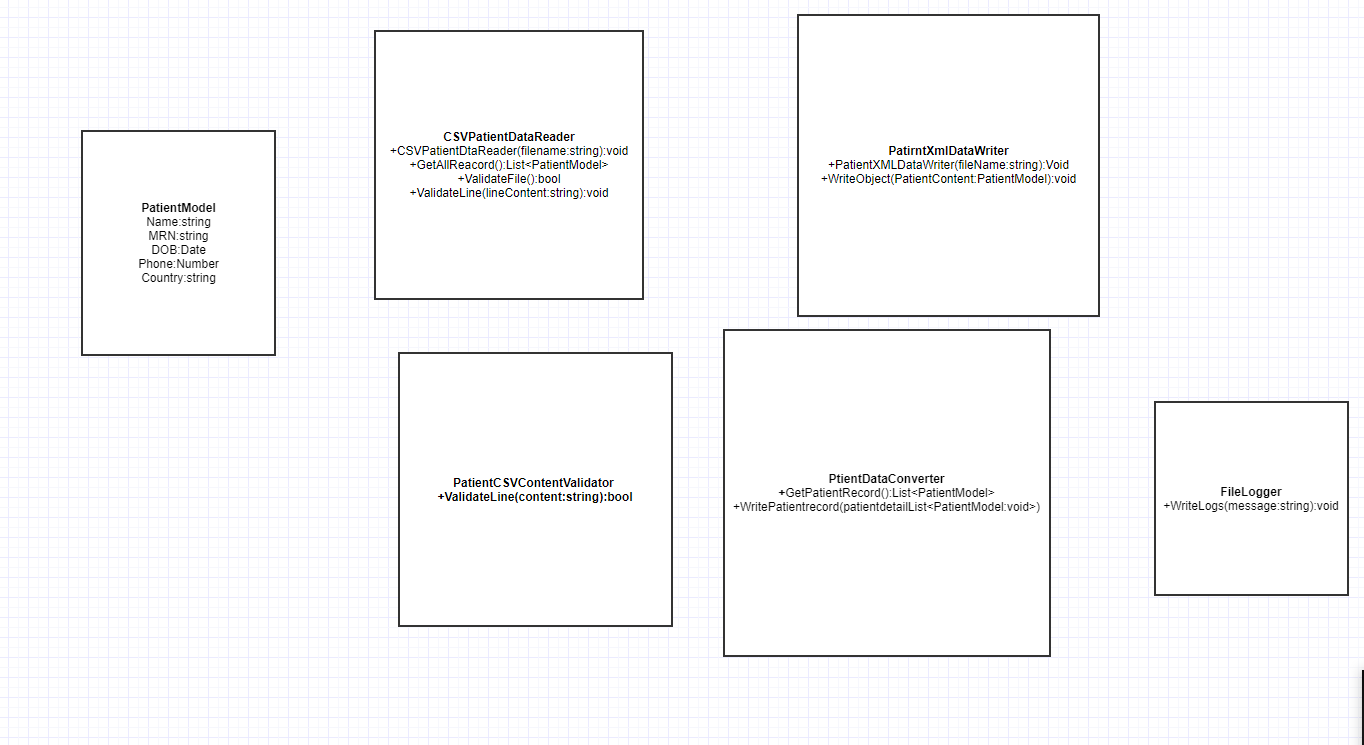 PatientModel
Name:string
MRN:string
DOB:Date
Phone:Number
Country:string
CSVPatientDataReader
+CSVPatientDtaReader(filename:string):void
+GetAllReacord():List<PatientModel>
+ValidateFile():bool
+ValidateLine(lineContent:string):void
PatirntXmlDataWriter
+PatientXMLDataWriter(fileName:string):Void
+WriteObject(PatientContent:PatientModel):void
PatientCSVContentValidator
+ValidateLine(content:string):bool
PtientDataConverter
+GetPatientRecord():List<PatientModel>
+WritePatientrecord(patientdetailList<PatientModel:void>)
FileLogger
+WriteLogs(message:string):void